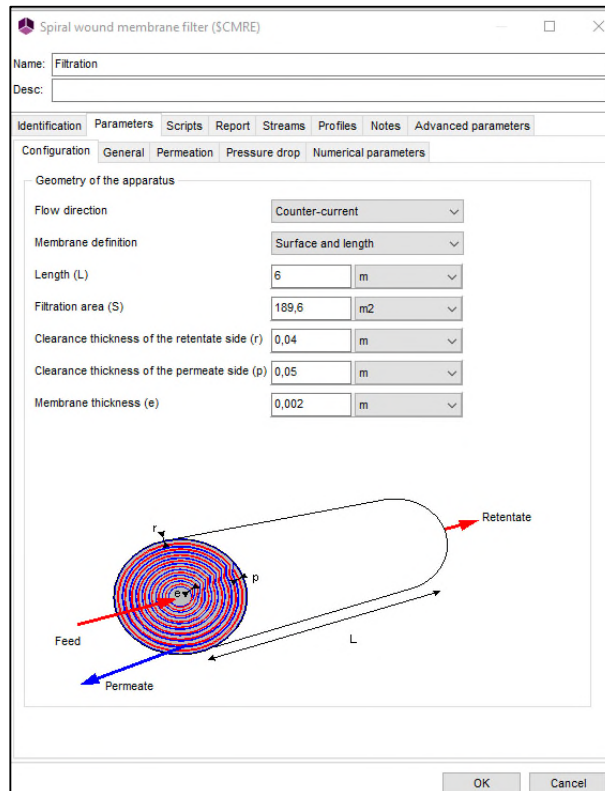 Spiral wound membrane filter ($CMRE)
Name: Filtration
Desc:
Identification Parameters Scripts Report Streams Profiles Notes Advanced parameters
Configuration General Permeation Pressure drop Numerical parameters
Geometry of the apparatus
Flow direction Counter-current
Membrane definition Surface and length
Length (L) 6 m
Filtration area (S) 189,6 m2
Clearance thickness of the retentate side (r) 0,04 m
Clearance thickness of the permeate side (p) 0,05 m
Membrane thickness (e) 0,002 m
Retentate
r
e
p
Feed
L
Permeate
OK Cancel